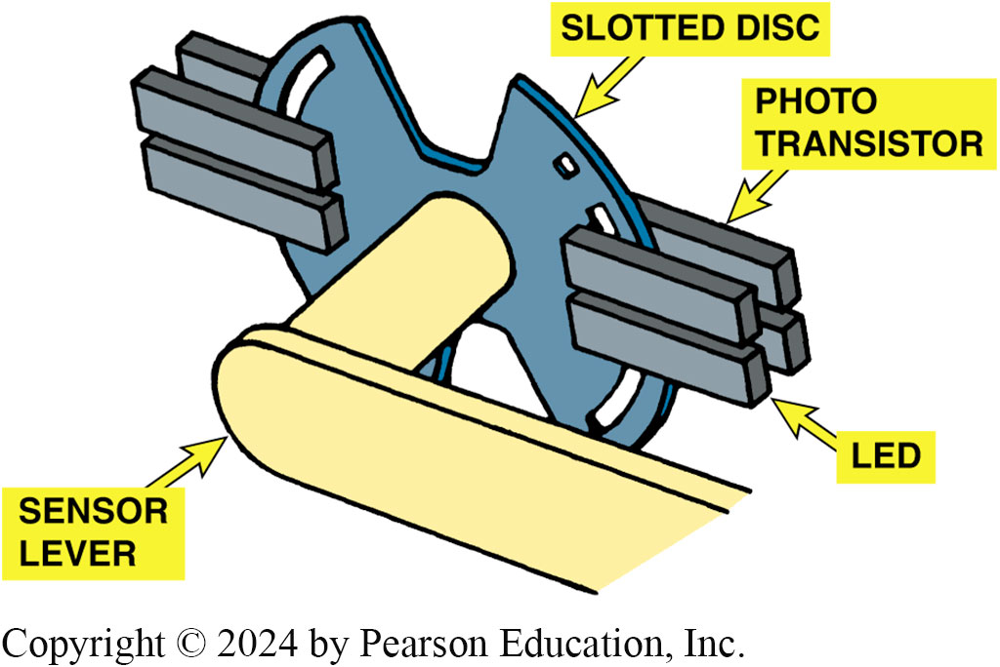 SLOTTED DISC
PHOTO
TRANSISTOR
LED
SENSOR
LEVER
Copyright © 2024 by Pearson Education, Inc.